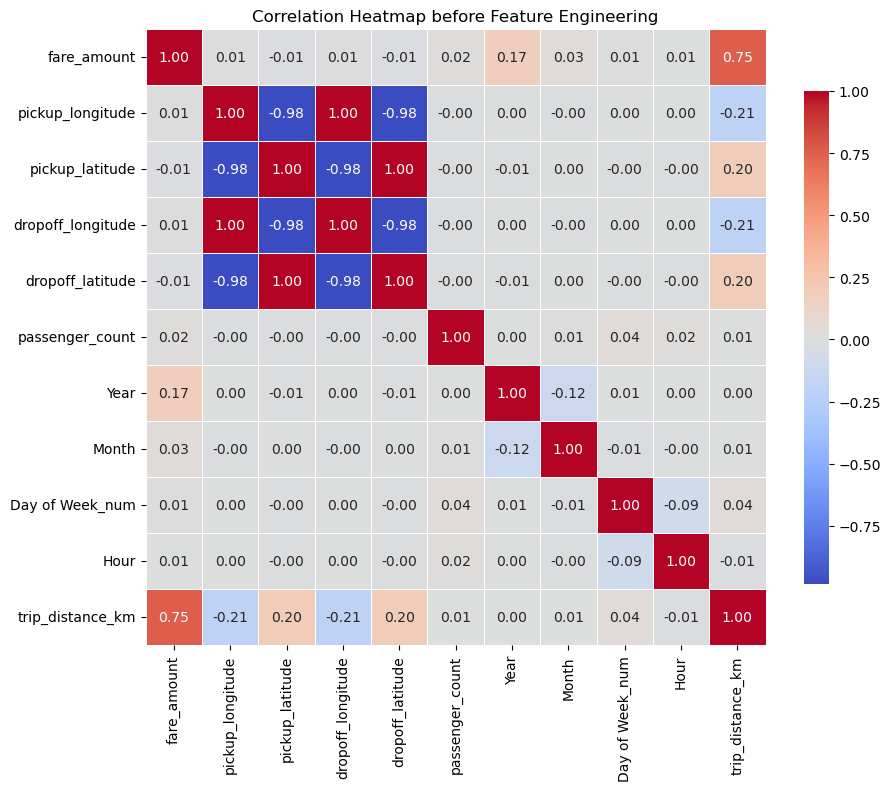 Correlation Heatmap before Feature Engineering
fare_amount 1.00 0.01 -0.01 0.01 -0.01 0.02 0.17 0.03 0.01 0.01 0.75
pickup_longitude 0.01 1.00 -0.98 1.00 -0.98 -0.00 0.00 -0.00 0.00 0.00 -0.21
pickup_latitude -0.01 -0.98 1.00 -0.98 1.00 -0.00 -0.01 0.00 -0.00 -0.00 0.20
dropoff_longitude 0.01 1.00 -0.98 1.00 -0.98 -0.00 0.00 -0.00 0.00 0.00 -0.21
dropoff_latitude -0.01 -0.98 1.00 -0.98 1.00 -0.00 -0.01 0.00 -0.00 -0.00 0.20
passenger_count 0.02 -0.00 -0.00 -0.00 -0.00 1.00 0.00 0.01 0.04 0.02 0.01
Year 0.17 0.00 -0.01 0.00 -0.01 0.00 1.00 -0.12 0.01 0.00 0.00
Month 0.03 -0.00 0.00 -0.00 0.00 0.01 -0.12 1.00 -0.01 -0.00 0.01
Day of Week_num 0.01 0.00 -0.00 0.00 -0.00 0.04 0.01 -0.01 1.00 -0.09 0.04
Hour 0.01 0.00 -0.00 0.00 -0.00 0.02 0.00 -0.00 -0.09 1.00 -0.01
trip_distance_km 0.75 -0.21 0.20 -0.21 0.20 0.01 0.00 0.01 0.04 -0.01 1.00
fare_amount
pickup_longitude
pickup_latitude
dropoff_longitude
dropoff_latitude
passenger_count
Year
Month
Day of Week_num
Hour
trip_distance_km
1.00
0.75
0.50
0.25
0.00
−0.25
−0.50
−0.75